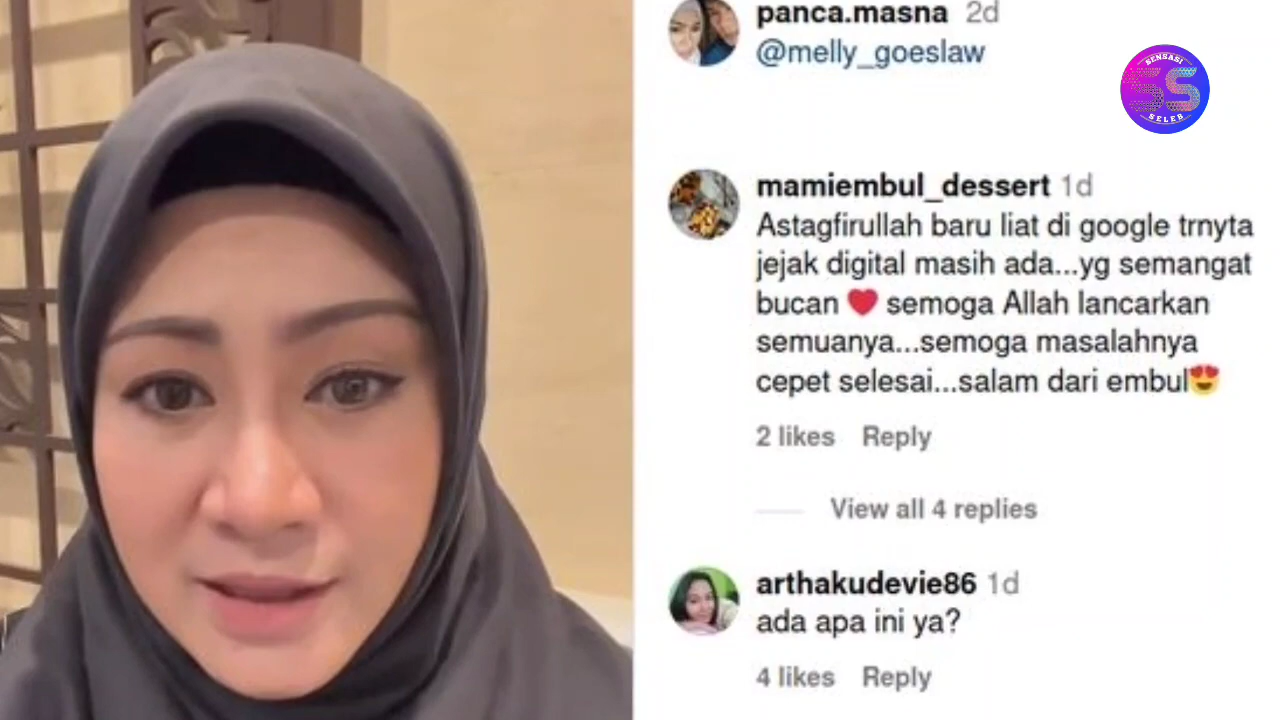 panca.masna 2d
@melly_goeslaw
SENSASI
SS
SELEB
mamiembul_dessert 1d
Astagfirullah baru liat di google trnyta
jejak digital masih ada...yg semangat
bucan ❤️ semoga Allah lancarkan
semuanya...semoga masalahnya
cepet selesai...salam dari embul😍
2 likes Reply
View all 4 replies
arthakudevie86 1d
ada apa ini ya?
4 likes Reply